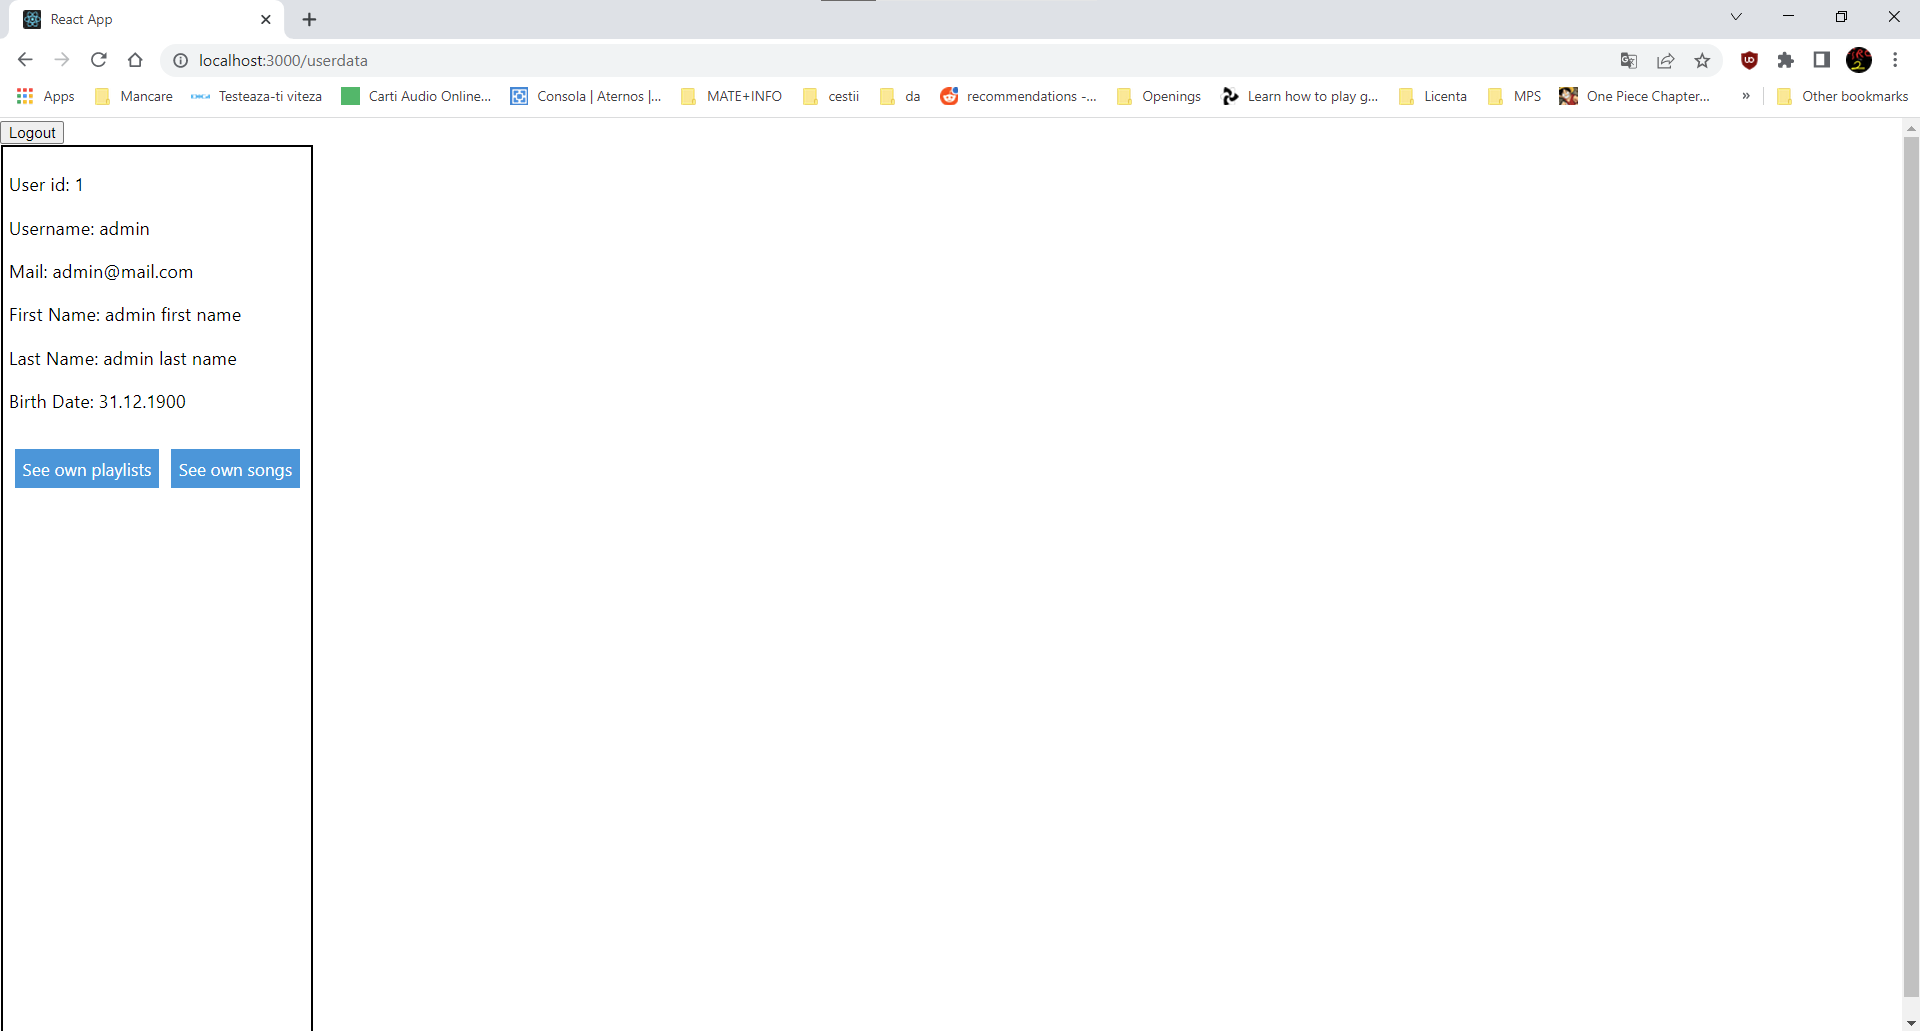 React App
localhost:3000/userdata
Apps Mancare Testeaza-ti viteza Carti Audio Online... Consola | Aternos |... MATE+INFO cestii da recommendations -... Openings Learn how to play g... Licenta MPS One Piece Chapter... » Other bookmarks
Logout
User id: 1
Username: admin
Mail: admin@mail.com
First Name: admin first name
Last Name: admin last name
Birth Date: 31.12.1900
See own playlists See own songs